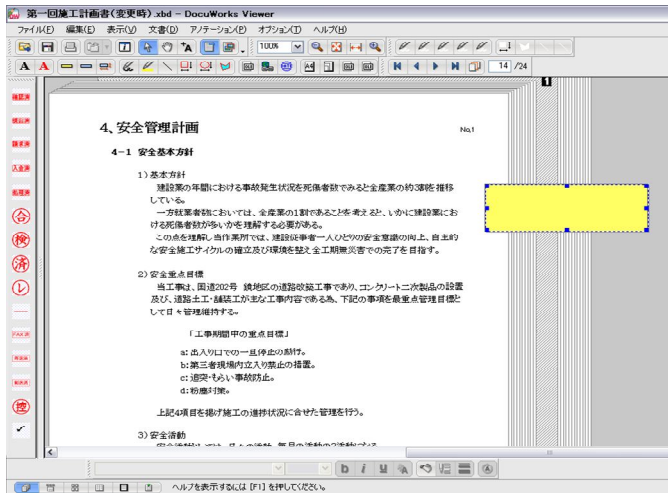 第一回施工計画書(変更時).xbd - DocuWorks Viewer
ファイル(F) 編集(E) 表示(V) 文書(D) アノテーション(P) オプション(T) ヘルプ(H)
100%
14 /24
A A
1
4、安全管理計画
No,1
4-1 安全基本方針
1)基本方針
建設業の年間における事故発生状況を死傷者数でみると全産業の約3割を推移
している。
一方就業者数においては、全産業の1割であることを考えると、いかに建設業にお
ける死傷者数が多いかを理解する必要がある。
この点を理解し当作業所では、建設従事者一人ひとりの安全意識の向上、自主的
な安全施工サイクルの確立及び環境を整え全工期無災害での完了を目指す。
2)安全重点目標
当工事は、国道202号 鏡地区の道路改築工事であり、コンクリート二次製品の設置
及び、道路土工・舗装工が主な工事内容である為、下記の事項を最重点管理目標と
して日々管理維持する。
「工事期間中の重点目標」
a:出入り口での一旦停止の励行。
b:第三者現場内立入り禁止の措置。
c:追突・もらい事故防止。
d:粉塵対策。
上記4項目を掲げ施工の進捗状況に合せた管理を行う。
3)安全活動
入金済
合
検
済
控
b i U
ヘルプを表示するには [F1] を押してください。